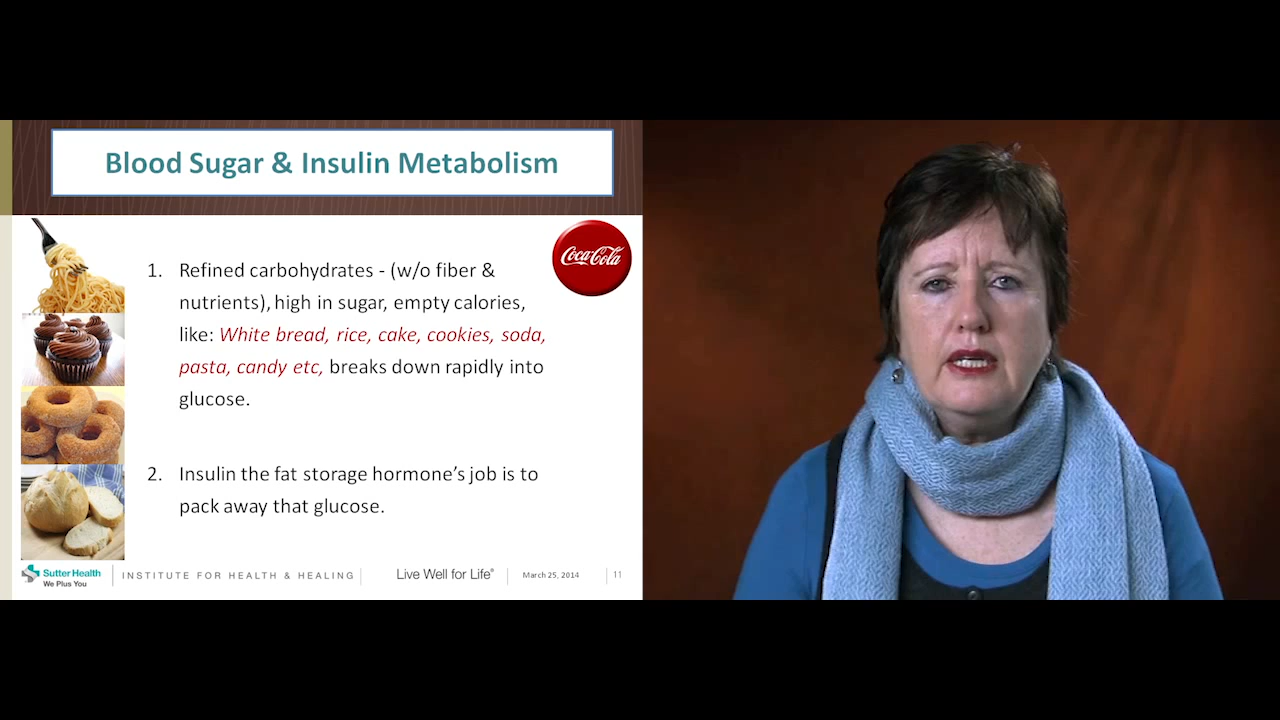 Blood Sugar & Insulin Metabolism
Coca-Cola
1. Refined carbohydrates - (w/o fiber &
nutrients), high in sugar, empty calories,
like: White bread, rice, cake, cookies, soda,
pasta, candy etc, breaks down rapidly into
glucose.
2. Insulin the fat storage hormone's job is to
pack away that glucose.
Sutter Health
We Plus You
INSTITUTE FOR HEALTH & HEALING
Live Well for Life®
March 25, 2014
11